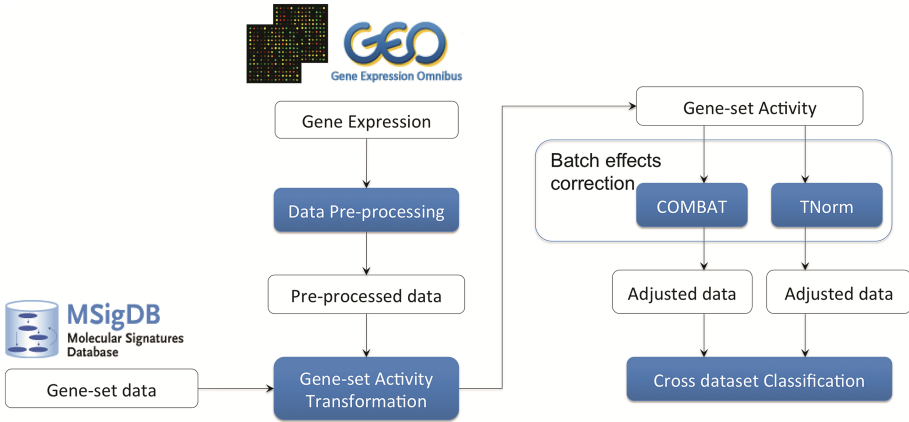 GEO
Gene Expression Omnibus
Gene Expression
Data Pre-processing
Pre-processed data
MSigDB
Molecular Signatures
Database
Gene-set data
Gene-set Activity
Transformation
Gene-set Activity
Batch effects
correction
COMBAT
TNorm
Adjusted data
Adjusted data
Cross dataset Classification